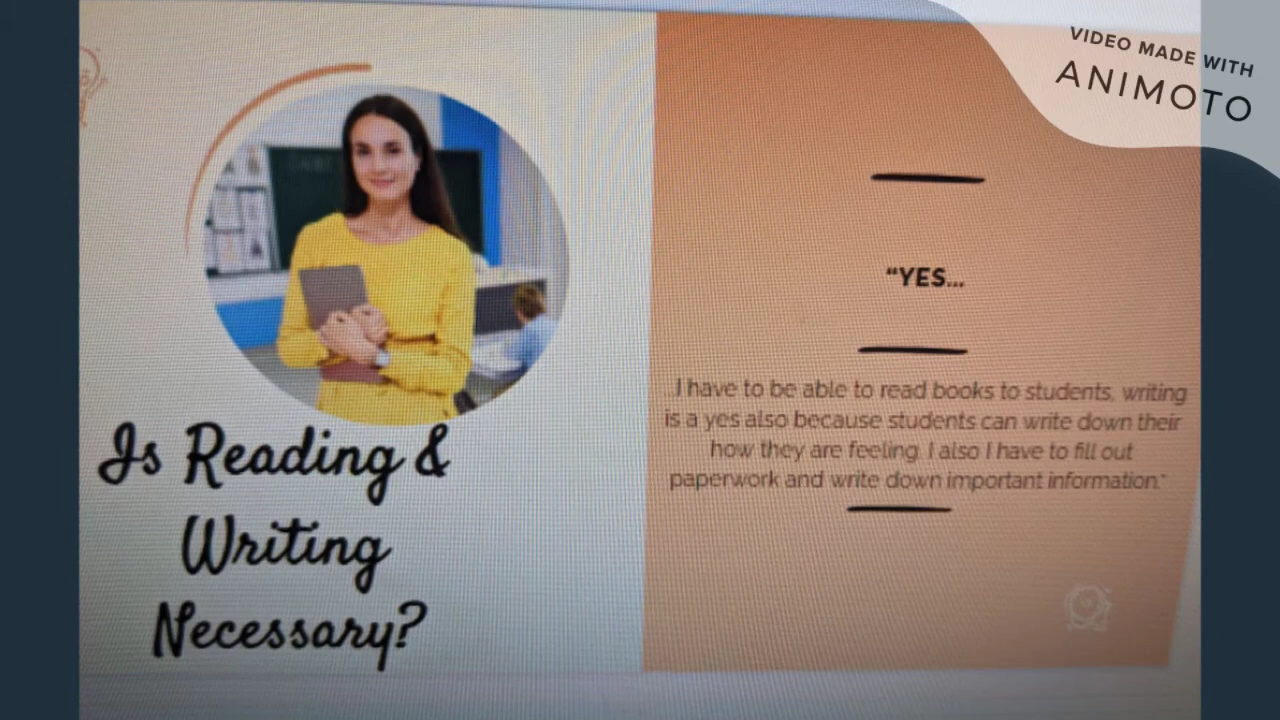 VIDEO MADE WITH
ANIMOTO
Is Reading &
Writing
Necessary?
“YES...
...I have to be able to read books to students, writing
is a yes also because students can write down their
how they are feeling. I also I have to fill out
paperwork and write down important information.”